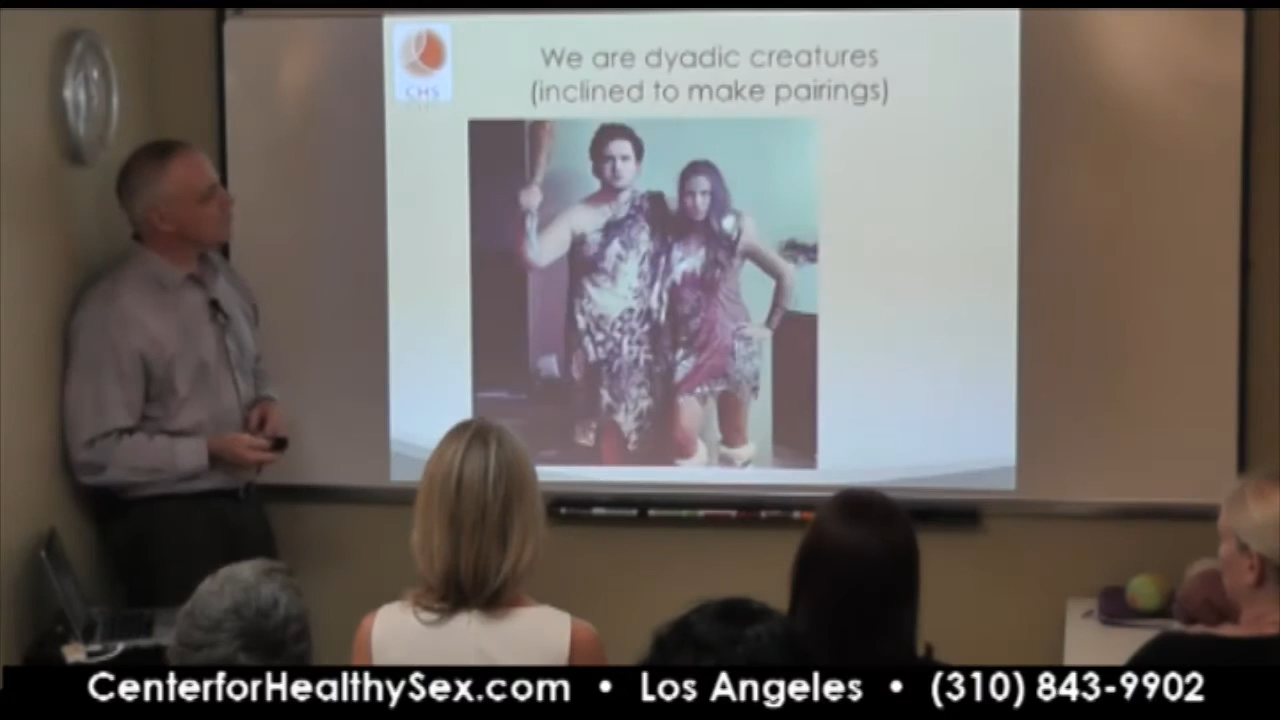 We are dyadic creatures
(inclined to make pairings)
CHS
CenterforHealthySex.com • Los Angeles • (310) 843-9902